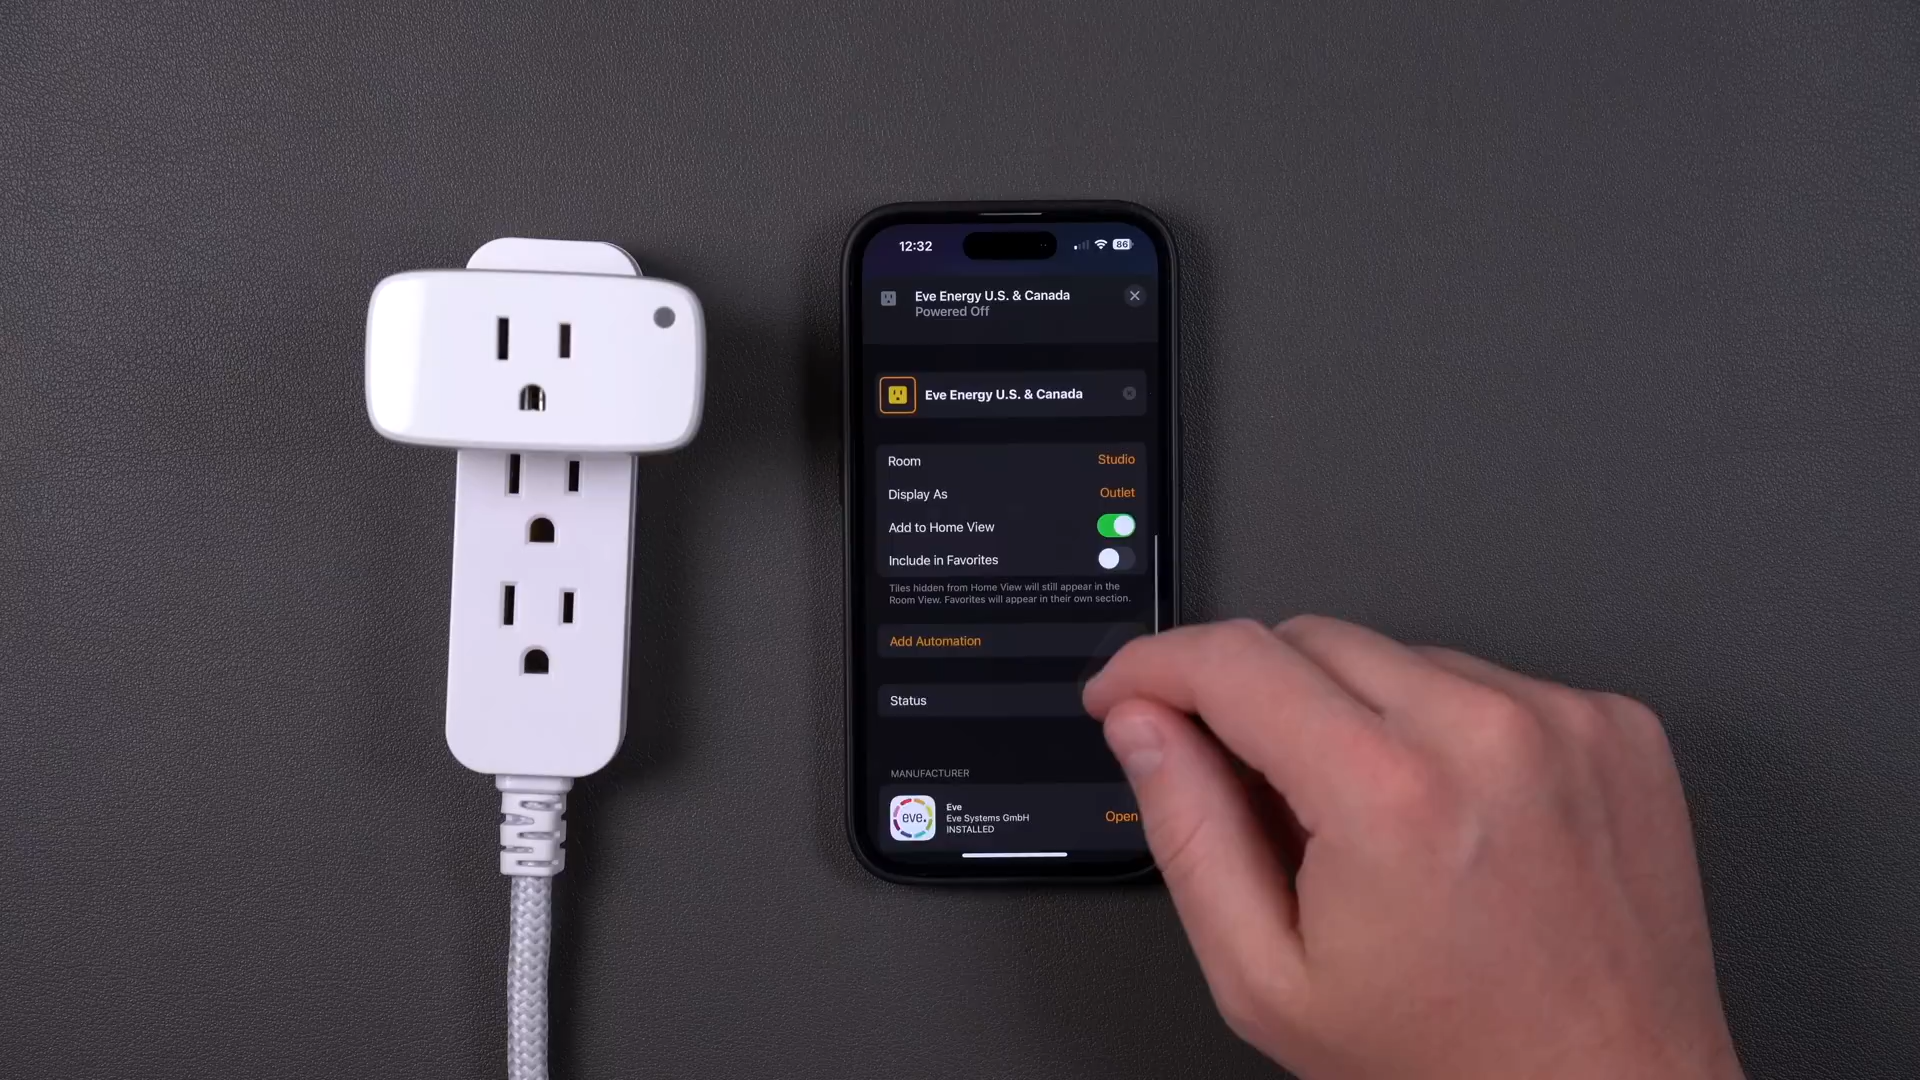 12:32
86
Eve Energy U.S. & Canada
Powered Off
Eve Energy U.S. & Canada
Room
Studio
Display As
Outlet
Add to Home View
Include in Favorites
Tiles hidden from Home View will still appear in the
Room View. Favorites will appear in their own section.
Add Automation
Status
MANUFACTURER
eve.
Eve
Eve Systems GmbH
INSTALLED
Open